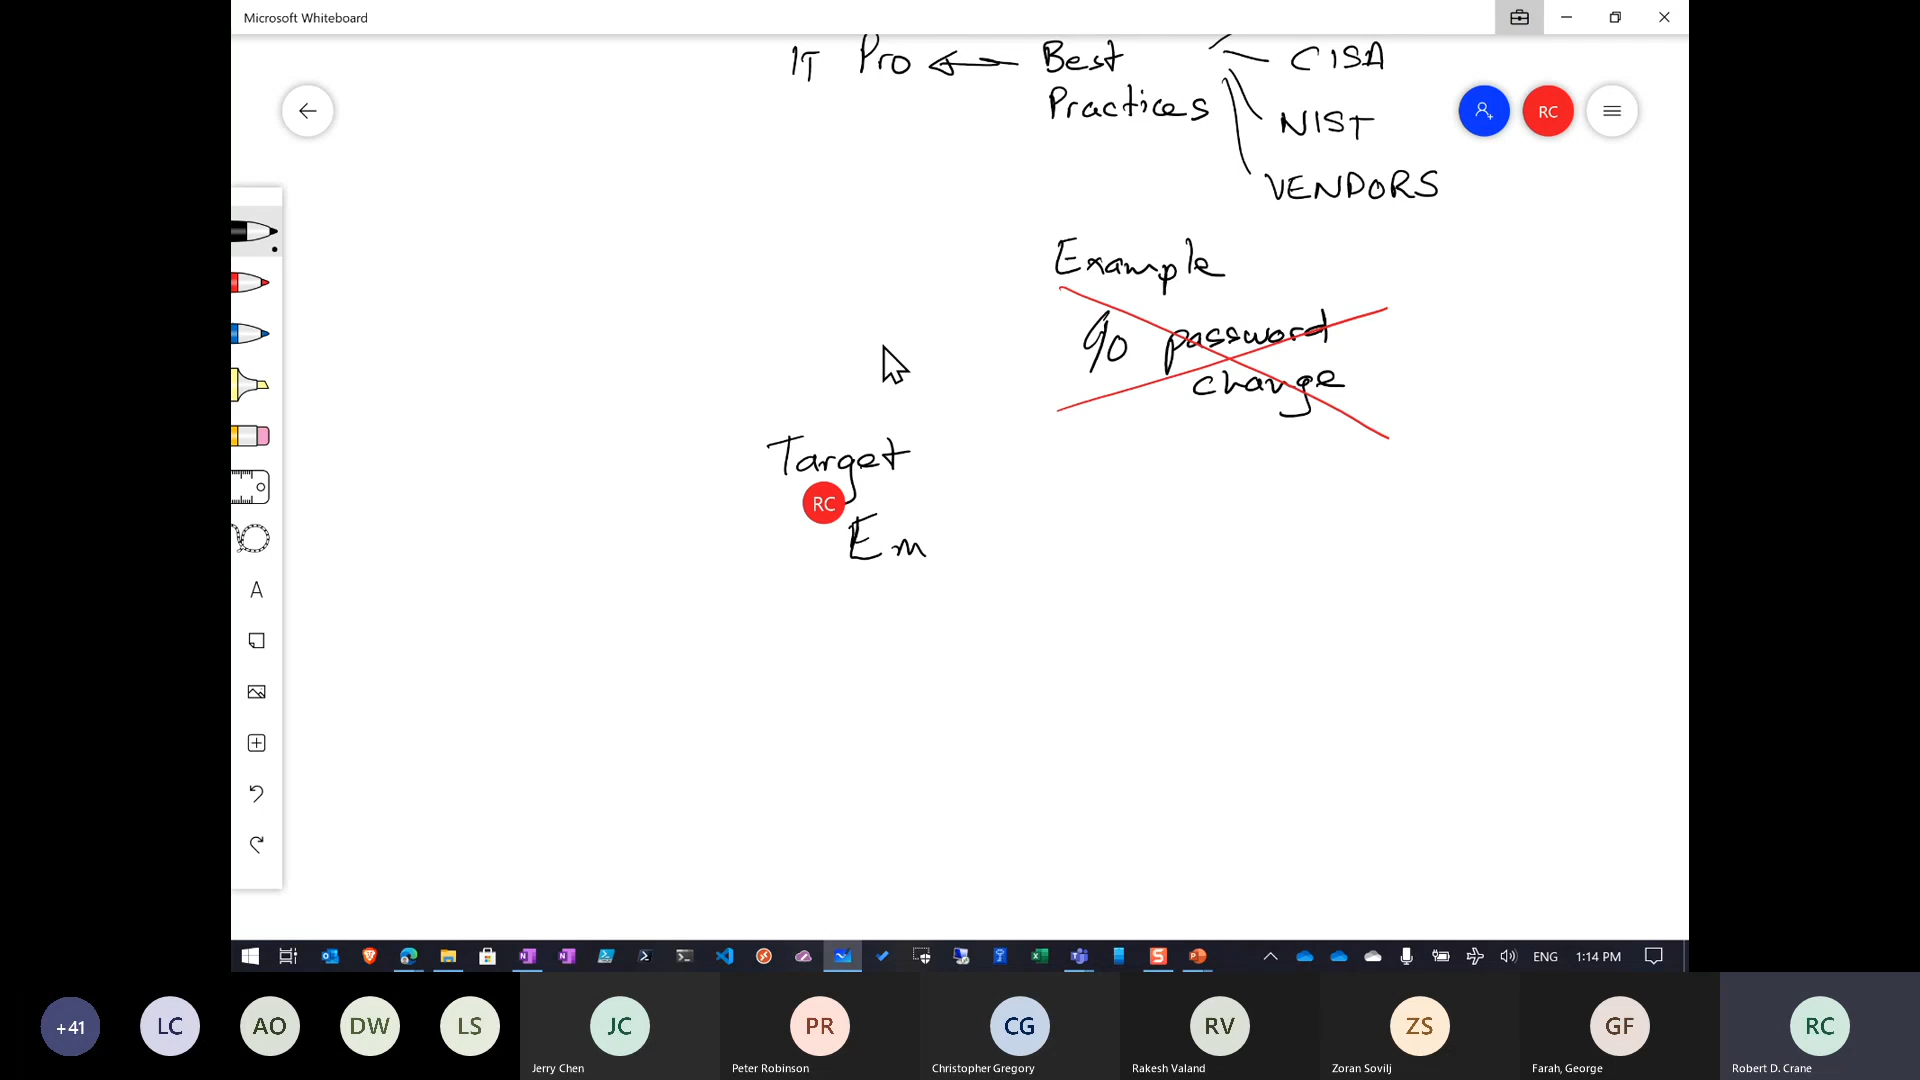 Microsoft Whiteboard
IT Pro Best CISA
Practices
NIST
VENDORS
RC
Example
90 password
change
Target
RC
Em
A
ENG 1:14 PM
+41 LC AO DW LS JC PR CG RV ZS GF RC
Jerry Chen Peter Robinson Christopher Gregory Rakesh Valand Zoran Sovilj Farah, George Robert D. Crane